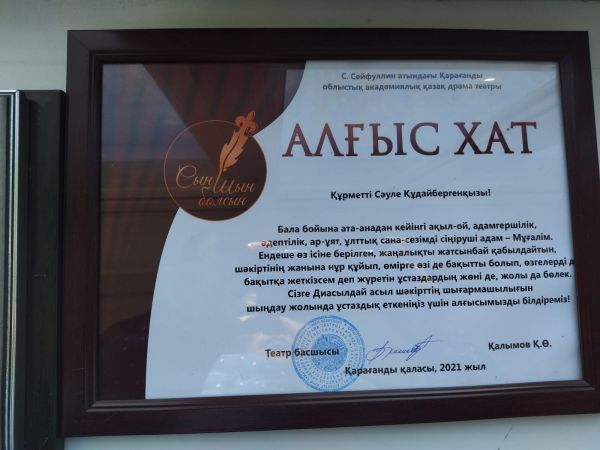 С. Сейфуллин атындағы Қарағанды
облыстық академиялық қазақ драма театры
АЛҒЫС ХАТ
Сын
шын
болсын
Құрметті Сәуле Құдайбергенқызы!
Бала бойына ата-анадан кейінгі ақыл-ой, адамгершілік,
әдептілік, ар-ұят, ұлттық сана-сезімді сіңіруші адам – Мұғалім.
Ендеше өз ісіне берілген, жаңалықты жатсынбай қабылдайтын,
шәкіртінің жанына нұр құйып, өмірге өзі де бақытты болып, өзгелерді д
бақытқа жеткізсем деп жүретін ұстаздардың жөні де, жолы да бөлек.
Сізге Диасылдай асыл шәкірттің шығармашылығын
шыңдау жолында ұстаздық еткеніңіз үшін алғысымызды білдіреміз!
Театр басшысы
Қалымов Қ.Ө.
Қарағанды қаласы, 2021 жыл